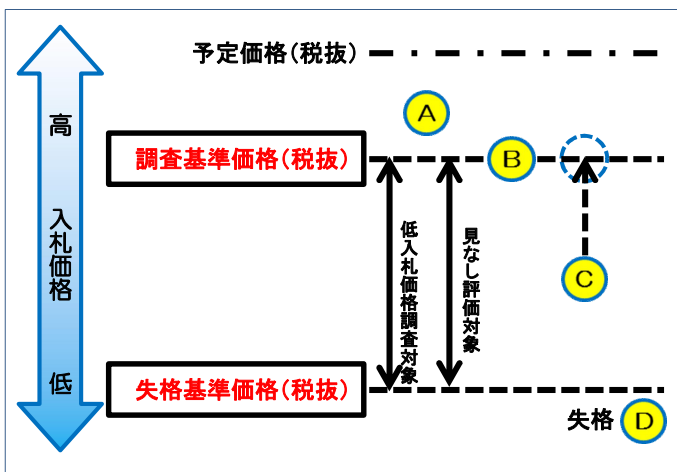 予定価格(税抜)
高
A
調査基準価格(税抜)
B
入札価格
低入札価格調査対象
見なし評価対象
C
低
失格基準価格(税抜)
失格
D